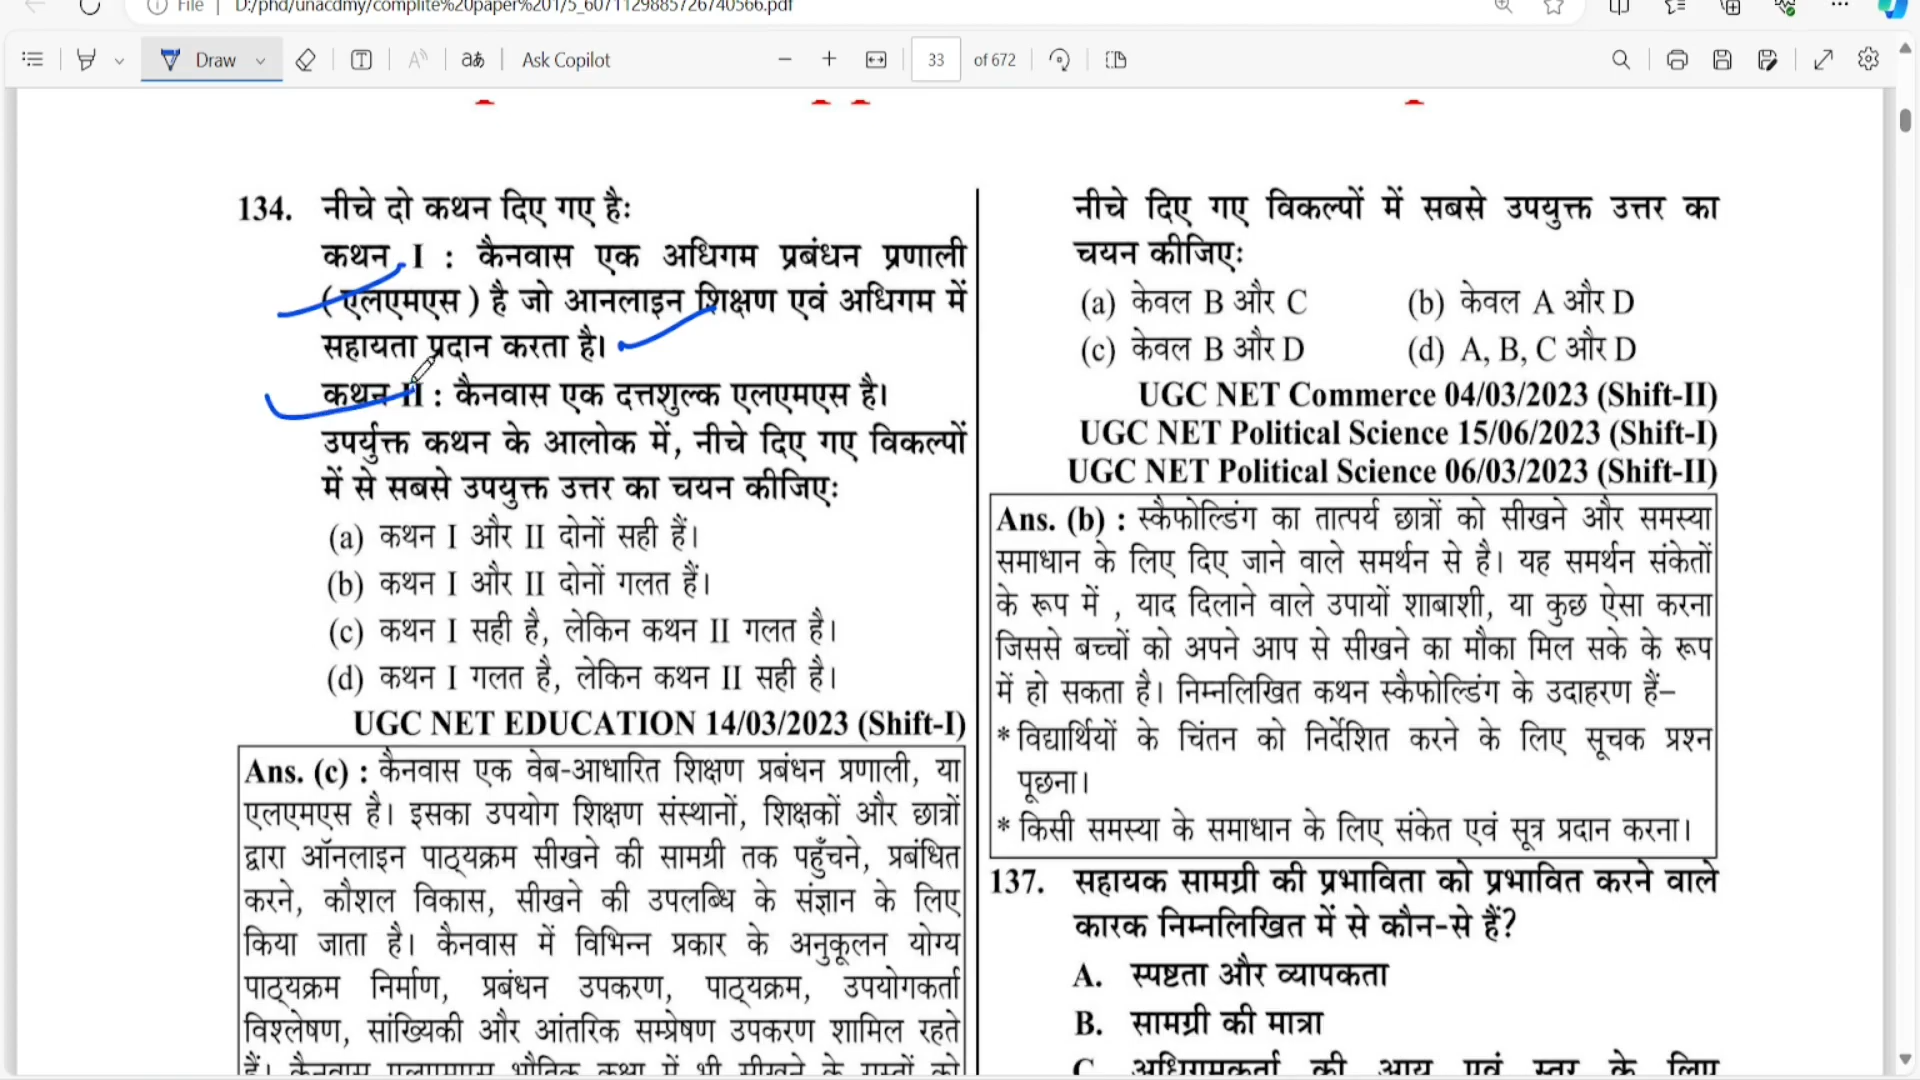 File
D:/phd/unacdmy/complite%20paper%201/5_6071129885726740566.pdf
Draw
Ask Copilot
33
of 672
134. नीचे दो कथन दिए गए है:
कथन I : कैनवास एक अधिगम प्रबंधन प्रणाली
(एलएमएस) है जो आनलाइन शिक्षण एवं अधिगम में
सहायता प्रदान करता है।
कथन II : कैनवास एक दत्तशुल्क एलएमएस है।
उपर्युक्त कथन के आलोक में, नीचे दिए गए विकल्पों
में से सबसे उपयुक्त उत्तर का चयन कीजिए:
(a) कथन I और II दोनों सही हैं।
(b) कथन I और II दोनों गलत हैं।
(c) कथन I सही है, लेकिन कथन II गलत है।
(d) कथन I गलत है, लेकिन कथन II सही है।
UGC NET EDUCATION 14/03/2023 (Shift-I)
Ans. (c) : कैनवास एक वेब-आधारित शिक्षण प्रबंधन प्रणाली, या
एलएमएस है। इसका उपयोग शिक्षण संस्थानों, शिक्षकों और छात्रों
द्वारा ऑनलाइन पाठ्यक्रम सीखने की सामग्री तक पहुँचने, प्रबंधित
करने, कौशल विकास, सीखने की उपलब्धि के संज्ञान के लिए
किया जाता है। कैनवास में विभिन्न प्रकार के अनुकूलन योग्य
पाठ्यक्रम निर्माण, प्रबंधन उपकरण, पाठ्यक्रम, उपयोगकर्ता
विश्लेषण, सांख्यिकी और आंतरिक सम्प्रेषण उपकरण शामिल रहते
नीचे दिए गए विकल्पों में सबसे उपयुक्त उत्तर का
चयन कीजिए:
(a) केवल B और C (b) केवल A और D
(c) केवल B और D (d) A, B, C और D
UGC NET Commerce 04/03/2023 (Shift-II)
UGC NET Political Science 15/06/2023 (Shift-I)
UGC NET Political Science 06/03/2023 (Shift-II)
Ans. (b) : स्कैफोल्डिंग का तात्पर्य छात्रों को सीखने और समस्या
समाधान के लिए दिए जाने वाले समर्थन से है। यह समर्थन संकेतों
के रूप में , याद दिलाने वाले उपायों शाबाशी, या कुछ ऐसा करना
जिससे बच्चों को अपने आप से सीखने का मौका मिल सके के रूप
में हो सकता है। निम्नलिखित कथन स्कैफोल्डिंग के उदाहरण हैं–
* विद्यार्थियों के चिंतन को निर्देशित करने के लिए सूचक प्रश्न
पूछना।
* किसी समस्या के समाधान के लिए संकेत एवं सूत्र प्रदान करना।
137. सहायक सामग्री की प्रभाविता को प्रभावित करने वाले
कारक निम्नलिखित में से कौन-से हैं?
A. स्पष्टता और व्यापकता
B. सामग्री की मात्रा
C. अधिगमकर्ता की आयु एवं स्तर के लिए